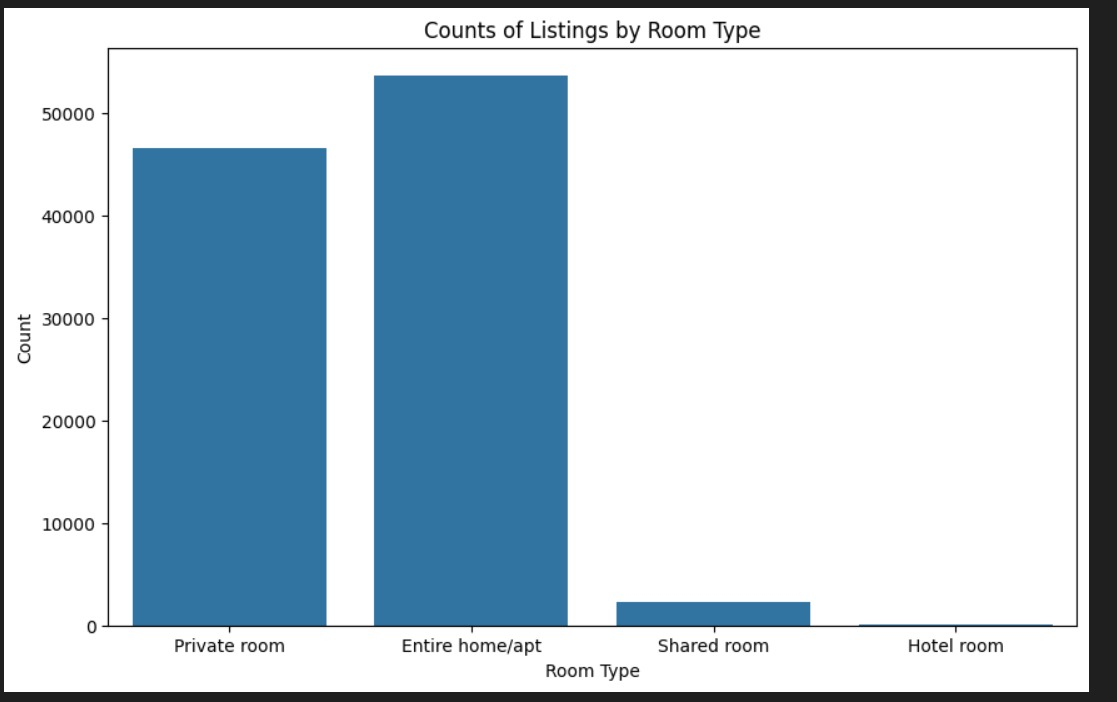 Counts of Listings by Room Type
50000
40000
30000
20000
10000
0
Count
Private room
Entire home/apt
Shared room
Hotel room
Room Type